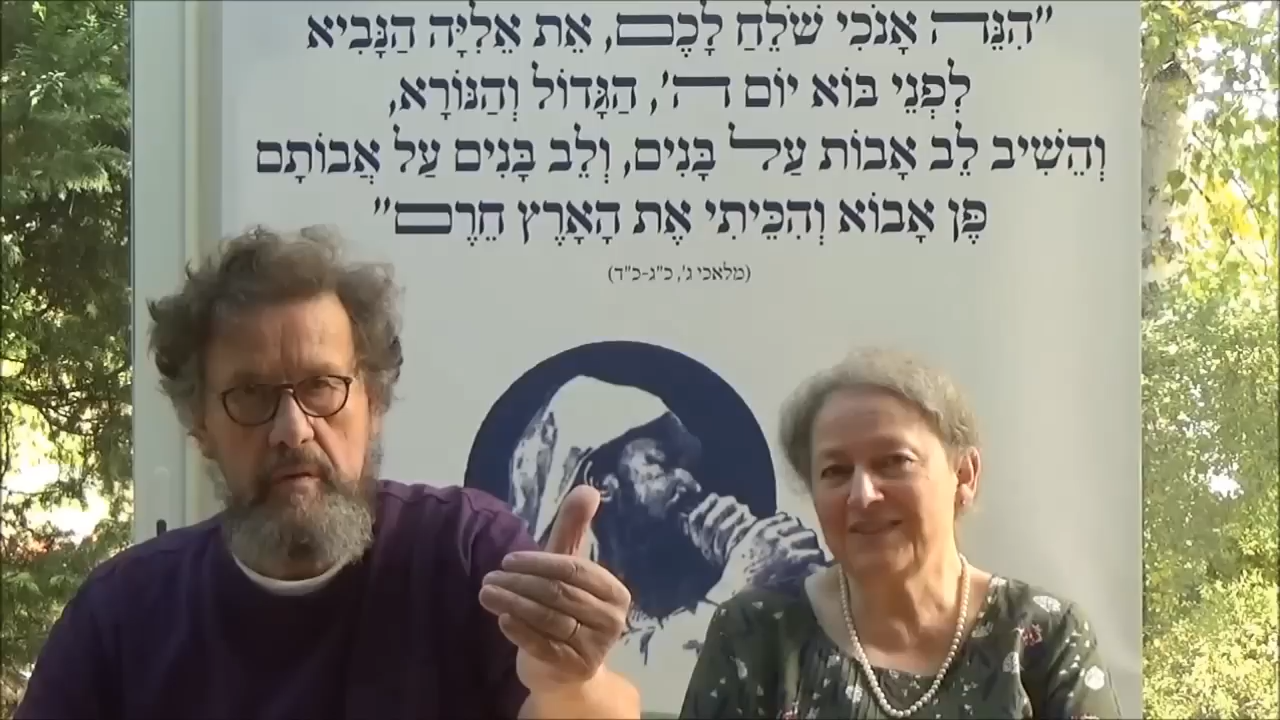 "הִנֵּה אָנֹכִי שֹׁלֵחַ לָכֶם, אֵת אֵלִיָּה הַנָּבִיא
לִפְנֵי בּוֹא יוֹם ה', הַגָּדוֹל וְהַנּוֹרָא,
וְהֵשִׁיב לֵב אָבוֹת עַל בָּנִים, וְלֵב בָּנִים עַל אֲבוֹתָם
פֶּן אָבוֹא וְהִכֵּיתִי אֶת הָאָרֶץ חֵרֶם"
(מלאכי ג', כ"ג-כ"ד)